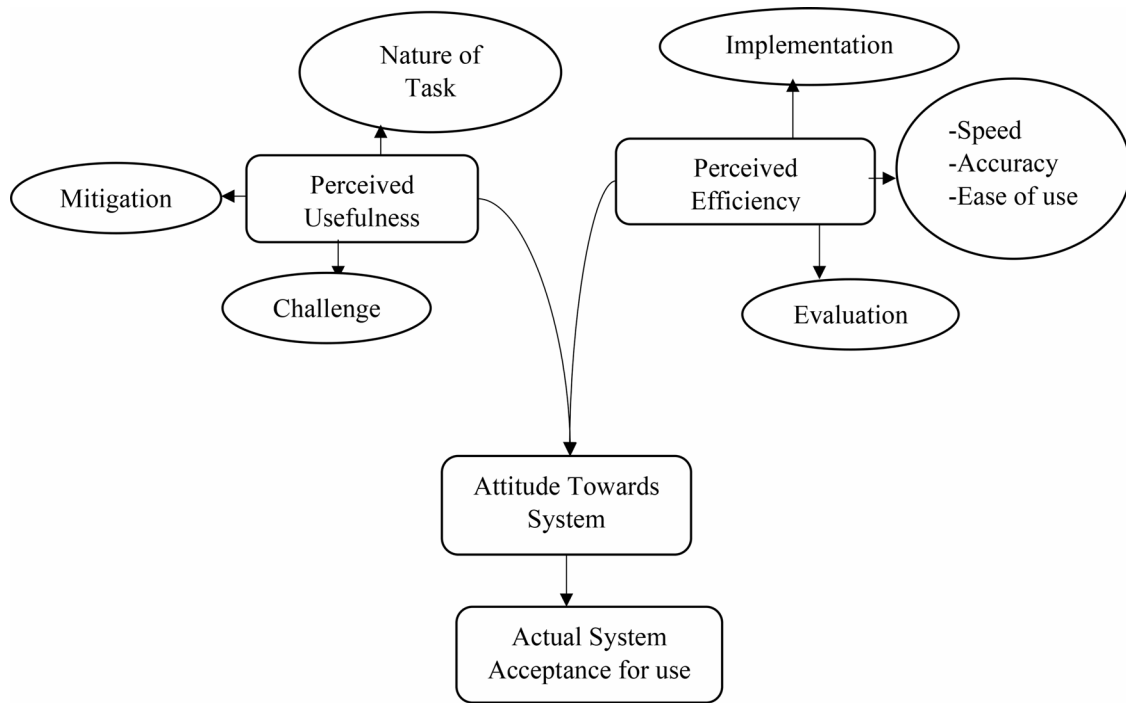 Nature of
Task
Implementation
Mitigation
Perceived
Usefulness
Perceived
Efficiency
-Speed
-Accuracy
-Ease of use
Challenge
Evaluation
Attitude Towards
System
Actual System
Acceptance for use